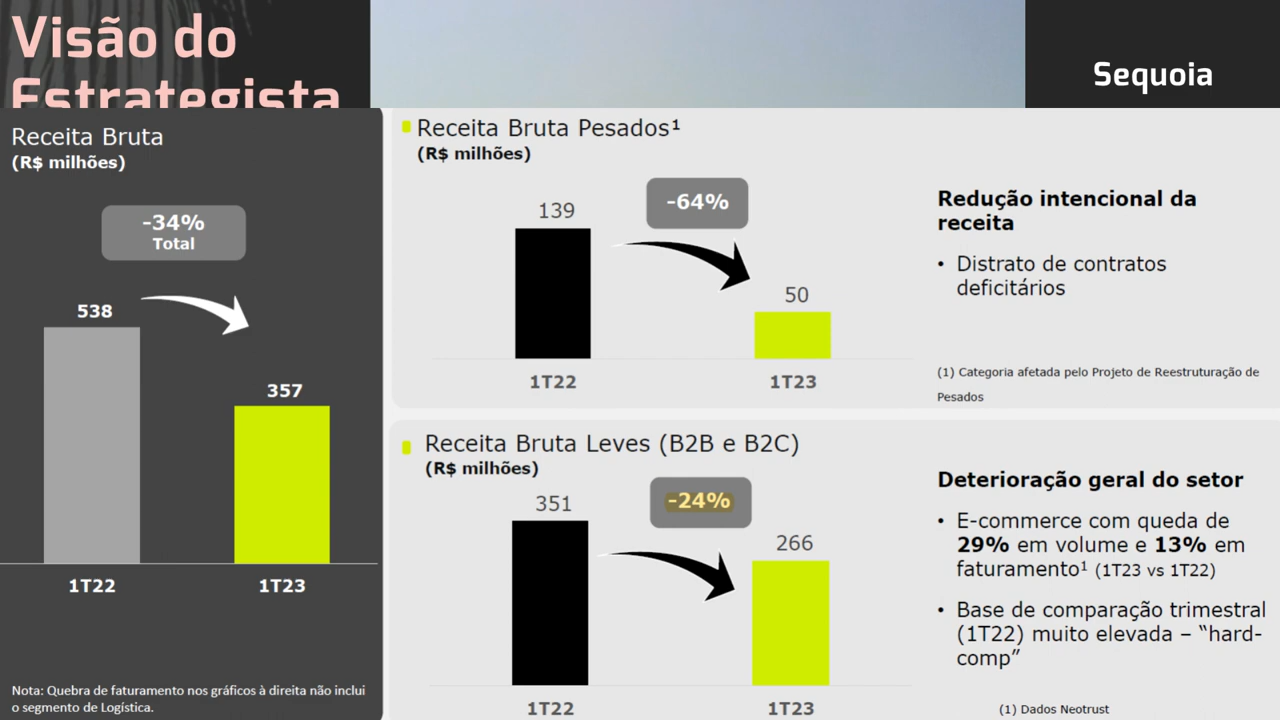 Visão do
Estrategista
Sequoia
Receita Bruta
(R$ milhões)
-34%
Total
538
357
1T22
1T23
Nota: Quebra de faturamento nos gráficos à direita não inclui
o segmento de Logística.
Receita Bruta Pesados¹
(R$ milhões)
-64%
139
50
1T22
1T23
Redução intencional da
receita
• Distrato de contratos
deficitários
(1) Categoria afetada pelo Projeto de Reestruturação de
Pesados
Receita Bruta Leves (B2B e B2C)
(R$ milhões)
-24%
351
266
1T22
1T23
Deterioração geral do setor
• E-commerce com queda de
29% em volume e 13% em
faturamento¹ (1T23 vs 1T22)
• Base de comparação trimestral
(1T22) muito elevada – “hard-
comp”
(1) Dados Neotrust